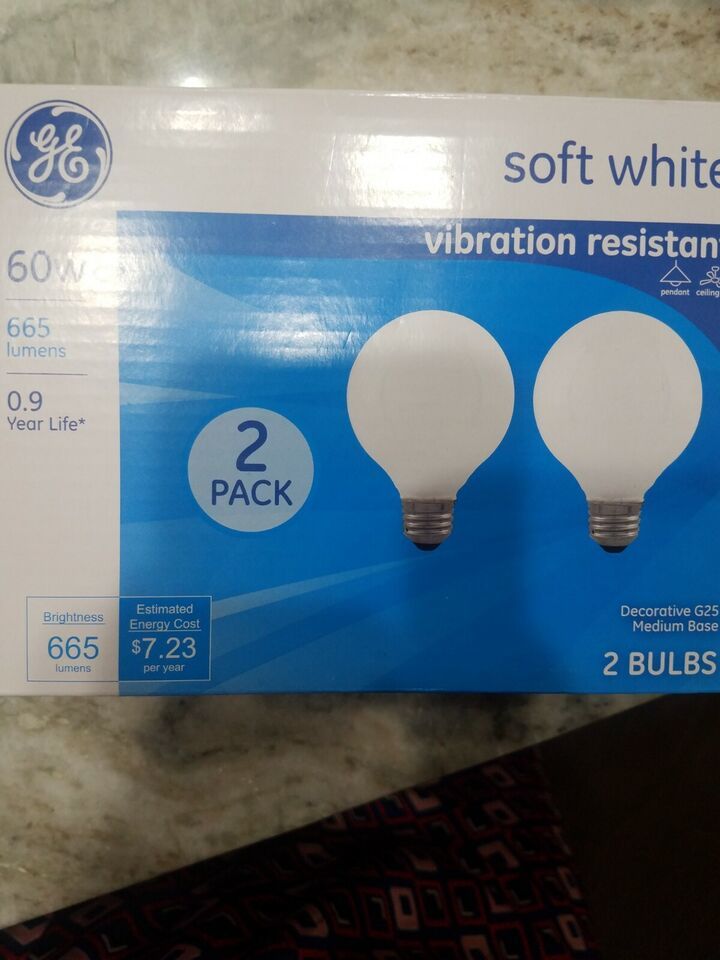 GE
soft white
vibration resistant
pendant ceiling
60w
665
lumens
0.9
Year Life*
2
PACK
Brightness
665
lumens
Estimated
Energy Cost
$7.23
per year
Decorative G25
Medium Base
2 BULBS